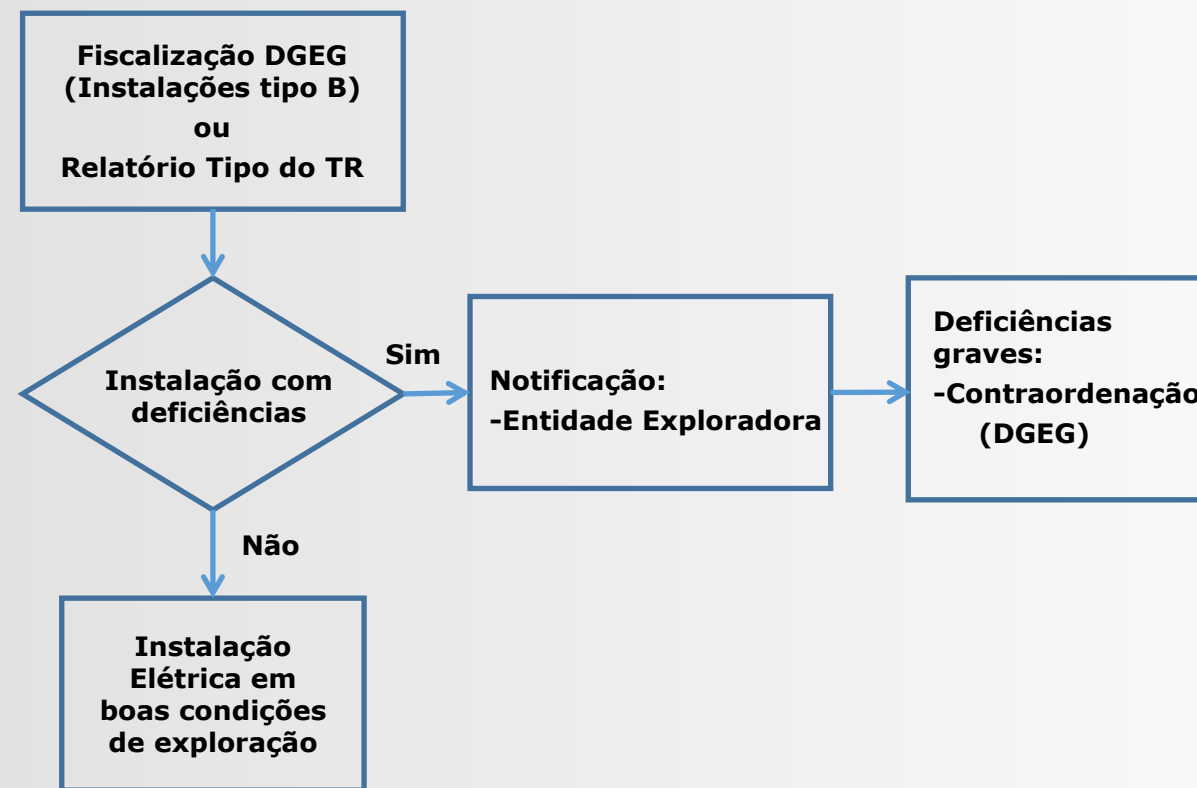 Fiscalização DGEG
(Instalações tipo B)
ou
Relatório Tipo do TR
Instalação com
deficiências
Sim
Notificação:
-Entidade Exploradora
Deficiências
graves:
-Contraordenação
(DGEG)
Não
Instalação
Elétrica em
boas condições
de exploração